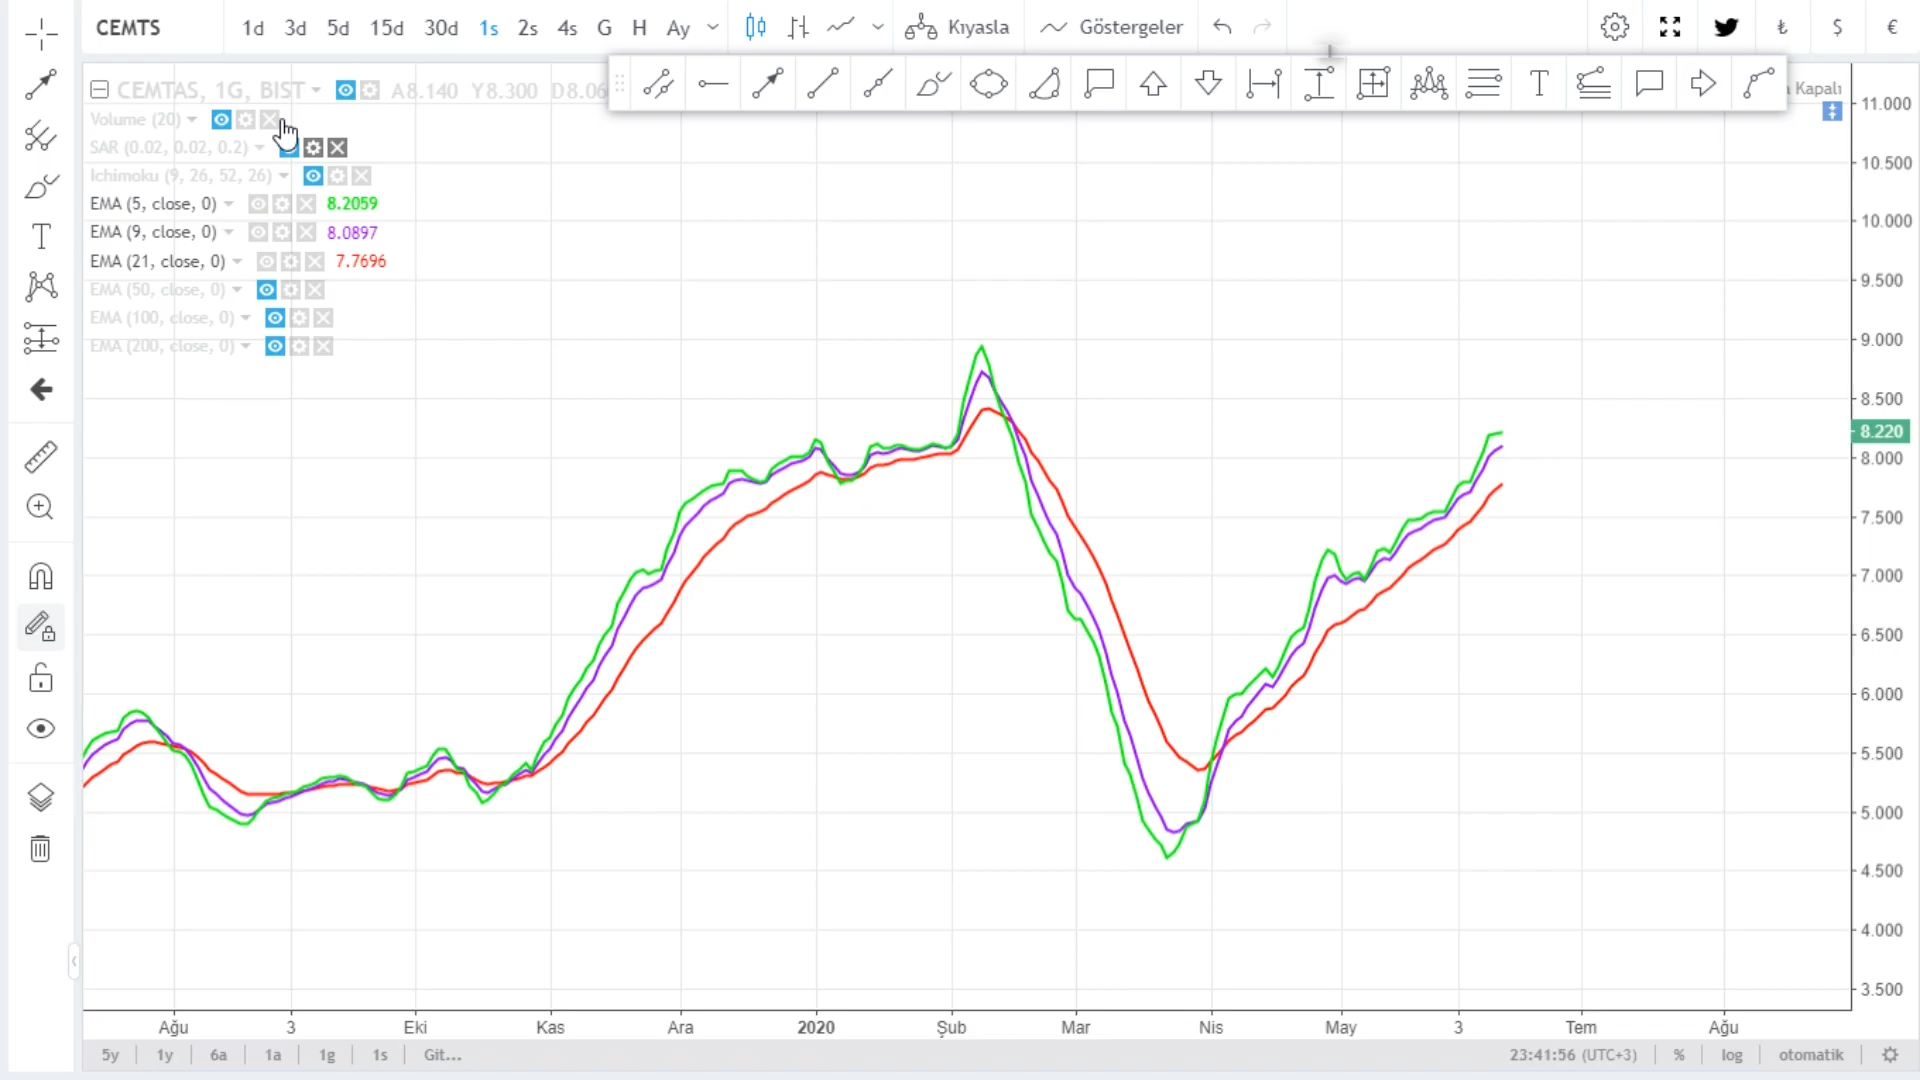 CEMTS 1d 3d 5d 15d 30d 1s 2s 4s G H Ay Kıyasla Göstergeler ₺ $ €
CEMTAS, 1G, BIST A8.140 Y8.300 D8.06
Kapalı
Volume (20)
SAR (0.02, 0.02, 0.2)
Ichimoku (9, 26, 52, 26)
EMA (5, close, 0) 8.2059
EMA (9, close, 0) 8.0897
EMA (21, close, 0) 7.7696
EMA (50, close, 0)
EMA (100, close, 0)
EMA (200, close, 0)
11.000
10.500
10.000
9.500
9.000
8.500
8.220
8.000
7.500
7.000
6.500
6.000
5.500
5.000
4.500
4.000
3.500
Ağu 3 Eki Kas Ara 2020 Şub Mar Nis May 3 Tem Ağu
5y 1y 6a 1a 1g 1s Git... 23:41:56 (UTC+3) % log otomatik